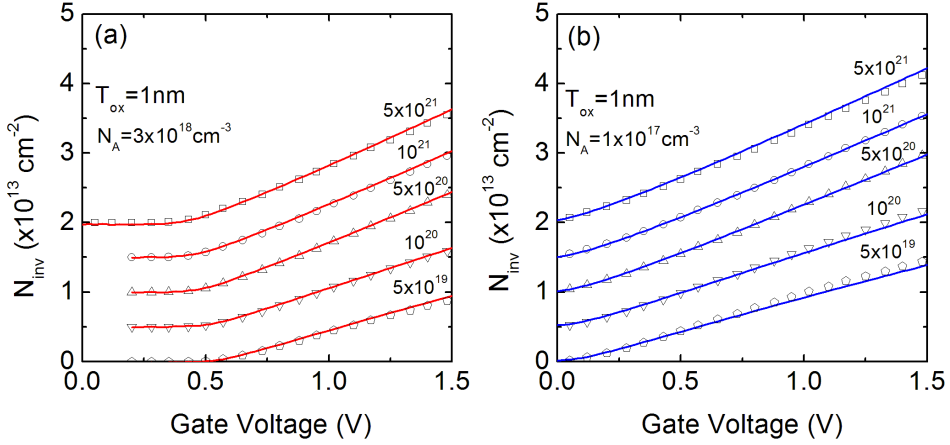 (a)
T_ox=1nm
N_A=3x10^18cm^-3
5x10^21
10^21
5x10^20
10^20
5x10^19
N_inv (x10^13 cm^-2)
5
4
3
2
1
0
0.0 0.5 1.0 1.5
Gate Voltage (V)
(b)
T_ox=1nm
N_A=1x10^17cm^-3
5x10^21
10^21
5x10^20
10^20
5x10^19
N_inv (x10^13 cm^-2)
5
4
3
2
1
0
0.0 0.5 1.0 1.5
Gate Voltage (V)